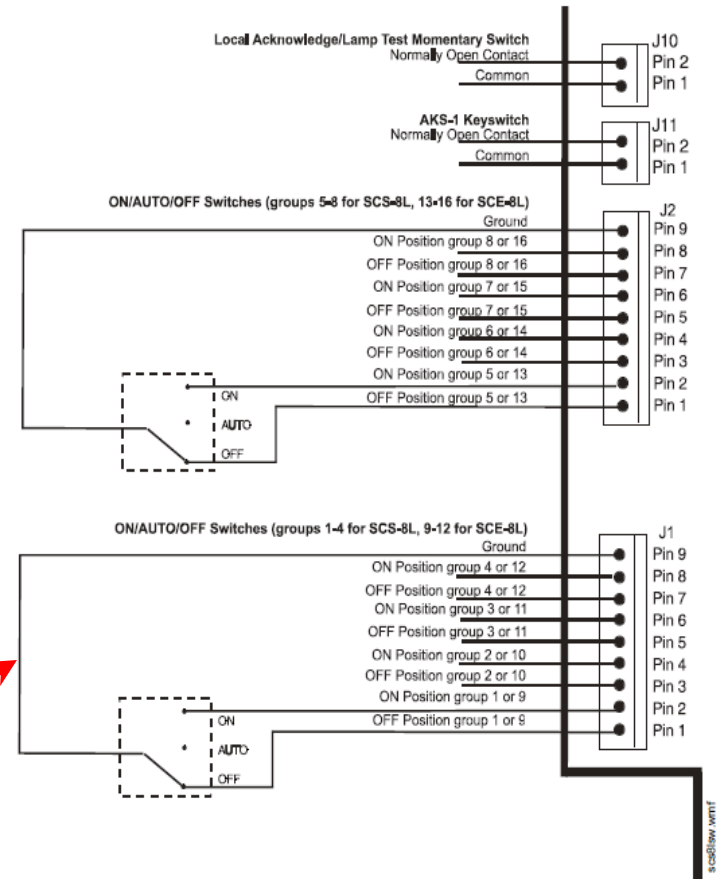 Local Acknowledge/Lamp Test Momentary Switch
Normally Open Contact
Common
J10
Pin 2
Pin 1
AKS-1 Keyswitch
Normally Open Contact
Common
J11
Pin 2
Pin 1
ON/AUTO/OFF Switches (groups 5-8 for SCS-8L, 13-16 for SCE-8L)
Ground
ON Position group 8 or 16
OFF Position group 8 or 16
ON Position group 7 or 15
OFF Position group 7 or 15
ON Position group 6 or 14
OFF Position group 6 or 14
ON Position group 5 or 13
OFF Position group 5 or 13
J2
Pin 9
Pin 8
Pin 7
Pin 6
Pin 5
Pin 4
Pin 3
Pin 2
Pin 1
ON
AUTO
OFF
ON/AUTO/OFF Switches (groups 1-4 for SCS-8L, 9-12 for SCE-8L)
Ground
ON Position group 4 or 12
OFF Position group 4 or 12
ON Position group 3 or 11
OFF Position group 3 or 11
ON Position group 2 or 10
OFF Position group 2 or 10
ON Position group 1 or 9
OFF Position group 1 or 9
J1
Pin 9
Pin 8
Pin 7
Pin 6
Pin 5
Pin 4
Pin 3
Pin 2
Pin 1
ON
AUTO
OFF
scs8lsw.wmf